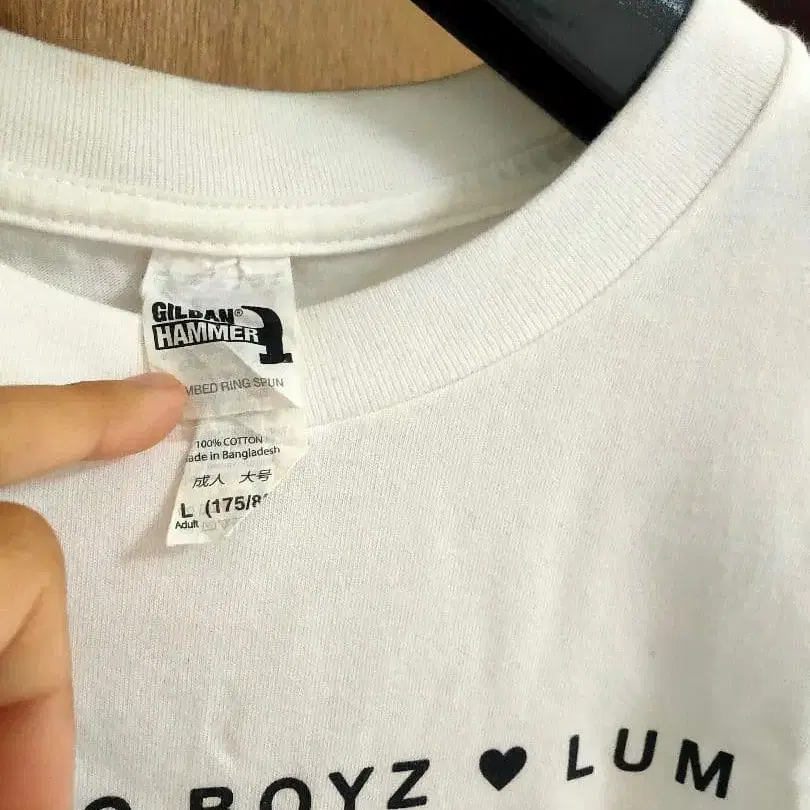 GILDAN®
HAMMER
MBED RING SPUN
100% COTTON
ade in Bangladesh
成人 大号
L (175/8
Adult
BOYZ ♥ LUM